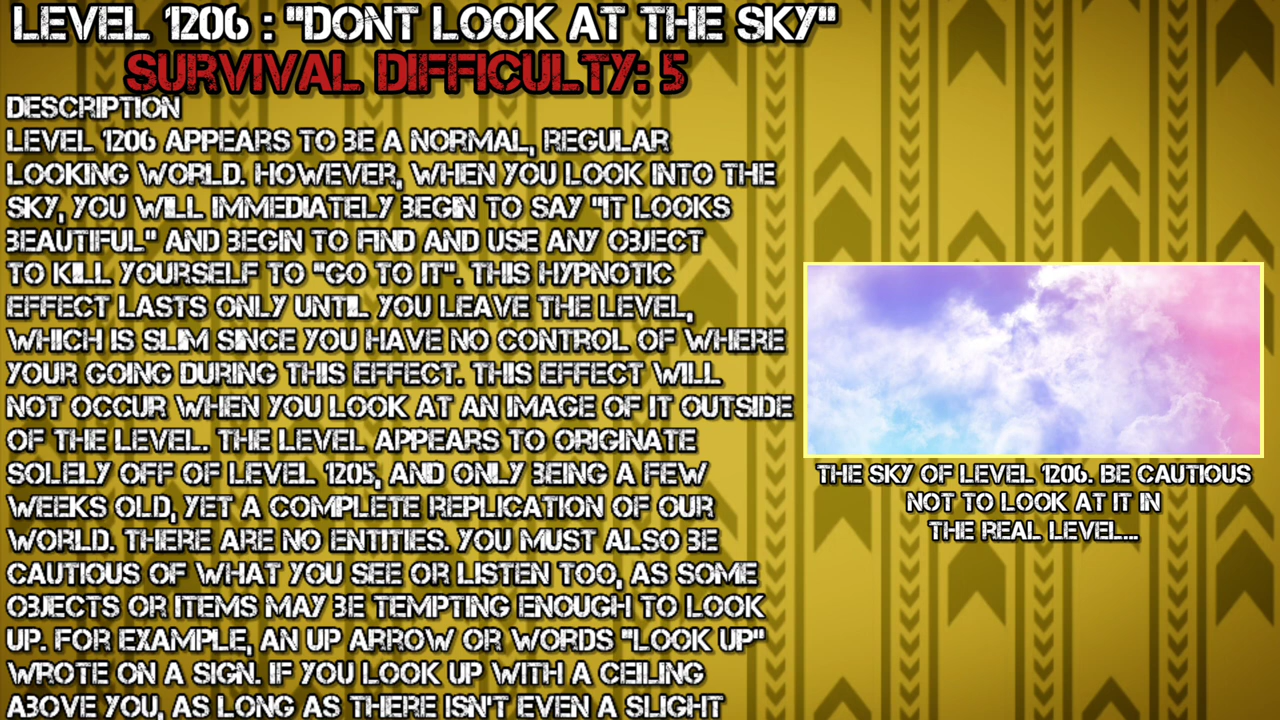 LEVEL 1206 : "DONT LOOK AT THE SKY"
SURVIVAL DIFFICULTY: 5
DESCRIPTION
LEVEL 1206 APPEARS TO BE A NORMAL, REGULAR
LOOKING WORLD. HOWEVER, WHEN YOU LOOK INTO THE
SKY, YOU WILL IMMEDIATELY BEGIN TO SAY "IT LOOKS
BEAUTIFUL" AND BEGIN TO FIND AND USE ANY OBJECT
TO KILL YOURSELF TO "GO TO IT". THIS HYPNOTIC
EFFECT LASTS ONLY UNTIL YOU LEAVE THE LEVEL,
WHICH IS SLIM SINCE YOU HAVE NO CONTROL OF WHERE
YOUR GOING DURING THIS EFFECT. THIS EFFECT WILL
NOT OCCUR WHEN YOU LOOK AT AN IMAGE OF IT OUTSIDE
OF THE LEVEL. THE LEVEL APPEARS TO ORIGINATE
SOLELY OFF OF LEVEL 1205, AND ONLY BEING A FEW
WEEKS OLD, YET A COMPLETE REPLICATION OF OUR
WORLD. THERE ARE NO ENTITIES. YOU MUST ALSO BE
CAUTIOUS OF WHAT YOU SEE OR LISTEN TOO, AS SOME
OBJECTS OR ITEMS MAY BE TEMPTING ENOUGH TO LOOK
UP. FOR EXAMPLE, AN UP ARROW OR WORDS "LOOK UP"
WROTE ON A SIGN. IF YOU LOOK UP WITH A CEILING
ABOVE YOU, AS LONG AS THERE ISN'T EVEN A SLIGHT
THE SKY OF LEVEL 1206. BE CAUTIOUS
NOT TO LOOK AT IT IN
THE REAL LEVEL...